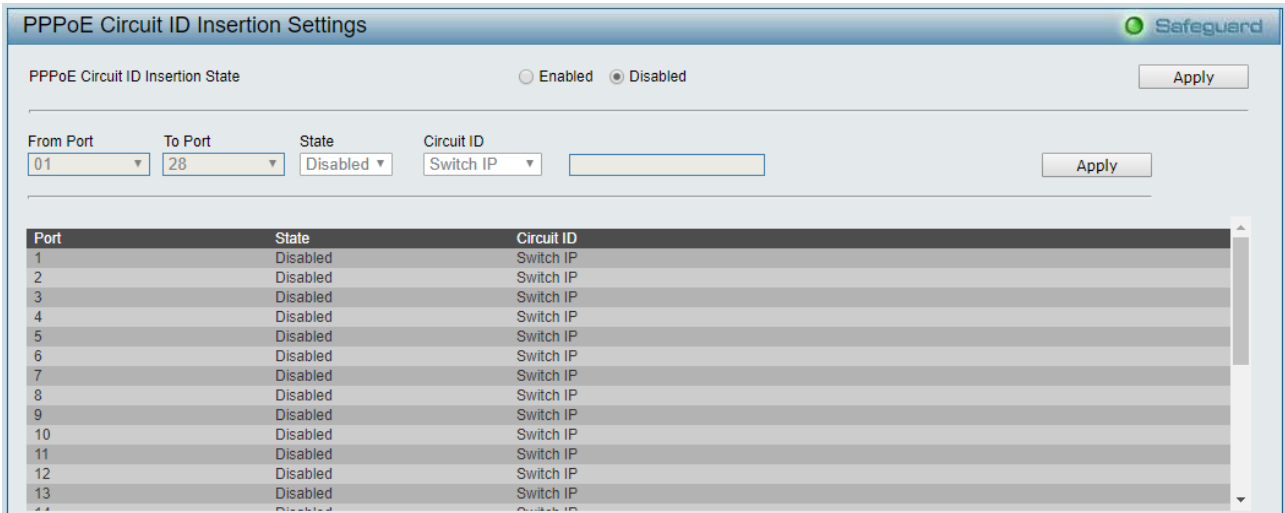 PPPoE Circuit ID Insertion Settings Safeguard
PPPoE Circuit ID Insertion State Enabled Disabled Apply
From Port To Port State Circuit ID
01 28 Disabled Switch IP Apply
Port State Circuit ID
1 Disabled Switch IP
2 Disabled Switch IP
3 Disabled Switch IP
4 Disabled Switch IP
5 Disabled Switch IP
6 Disabled Switch IP
7 Disabled Switch IP
8 Disabled Switch IP
9 Disabled Switch IP
10 Disabled Switch IP
11 Disabled Switch IP
12 Disabled Switch IP
13 Disabled Switch IP